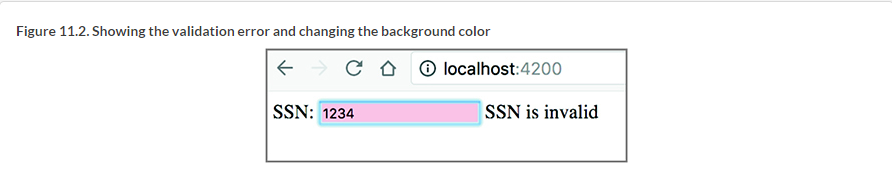 Figure 11.2. Showing the validation error and changing the background color
localhost:4200
SSN: 1234 SSN is invalid